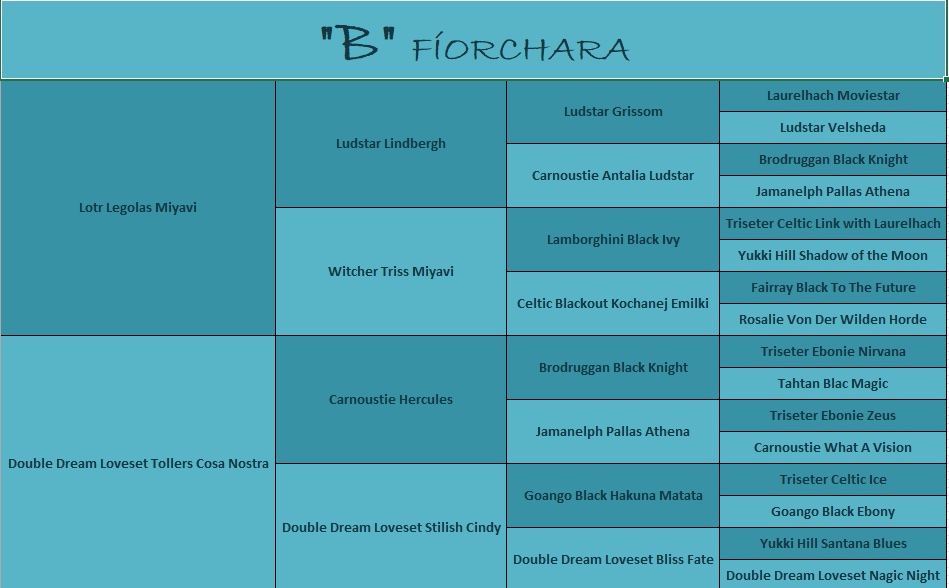 "B" FÍORCHARA
Lotr Legolas Miyavi
Ludstar Lindbergh
Ludstar Grissom
Laurelhach Moviestar
Ludstar Velsheda
Carnoustie Antalia Ludstar
Brodruggan Black Knight
Jamanelph Pallas Athena
Witcher Triss Miyavi
Lamborghini Black Ivy
Triseter Celtic Link with Laurelhach
Yukki Hill Shadow of the Moon
Celtic Blackout Kochanej Emilki
Fairray Black To The Future
Rosalie Von Der Wilden Horde
Double Dream Loveset Tollers Cosa Nostra
Carnoustie Hercules
Brodruggan Black Knight
Triseter Ebonie Nirvana
Tahtan Blac Magic
Jamanelph Pallas Athena
Triseter Ebonie Zeus
Carnoustie What A Vision
Double Dream Loveset Stilish Cindy
Goango Black Hakuna Matata
Triseter Celtic Ice
Goango Black Ebony
Double Dream Loveset Bliss Fate
Yukki Hill Santana Blues
Double Dream Loveset Nagic Night